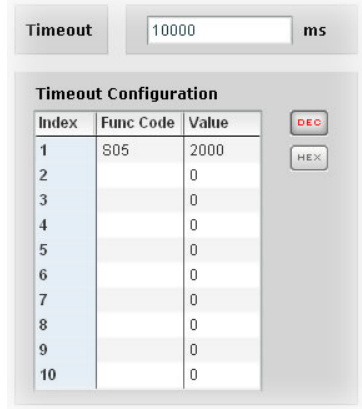 Timeout 10000 ms
Timeout Configuration
Index Func Code Value DEC
1 S05 2000 HEX
2 0
3 0
4 0
5 0
6 0
7 0
8 0
9 0
10 0